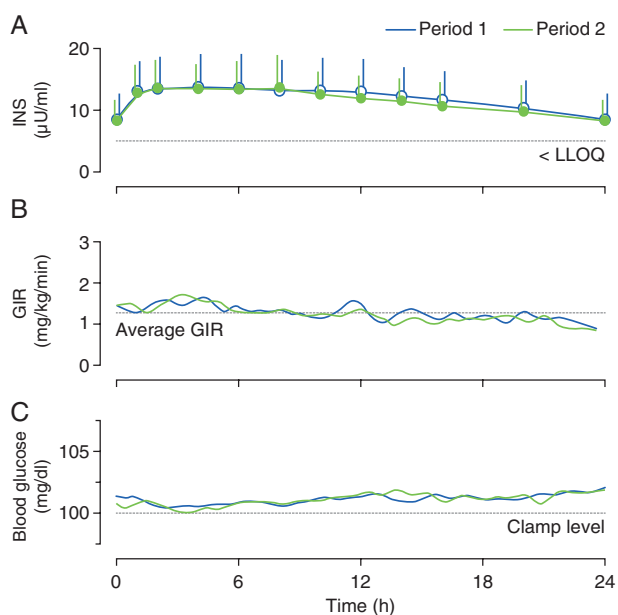 A
Period 1 Period 2
INS
(µU/ml)
20
10
0
< LLOQ
B
GIR
(mg/kg/min)
3
2
1
0
Average GIR
C
Blood glucose
(mg/dl)
105
100
Clamp level
0 6 12 18 24
Time (h)